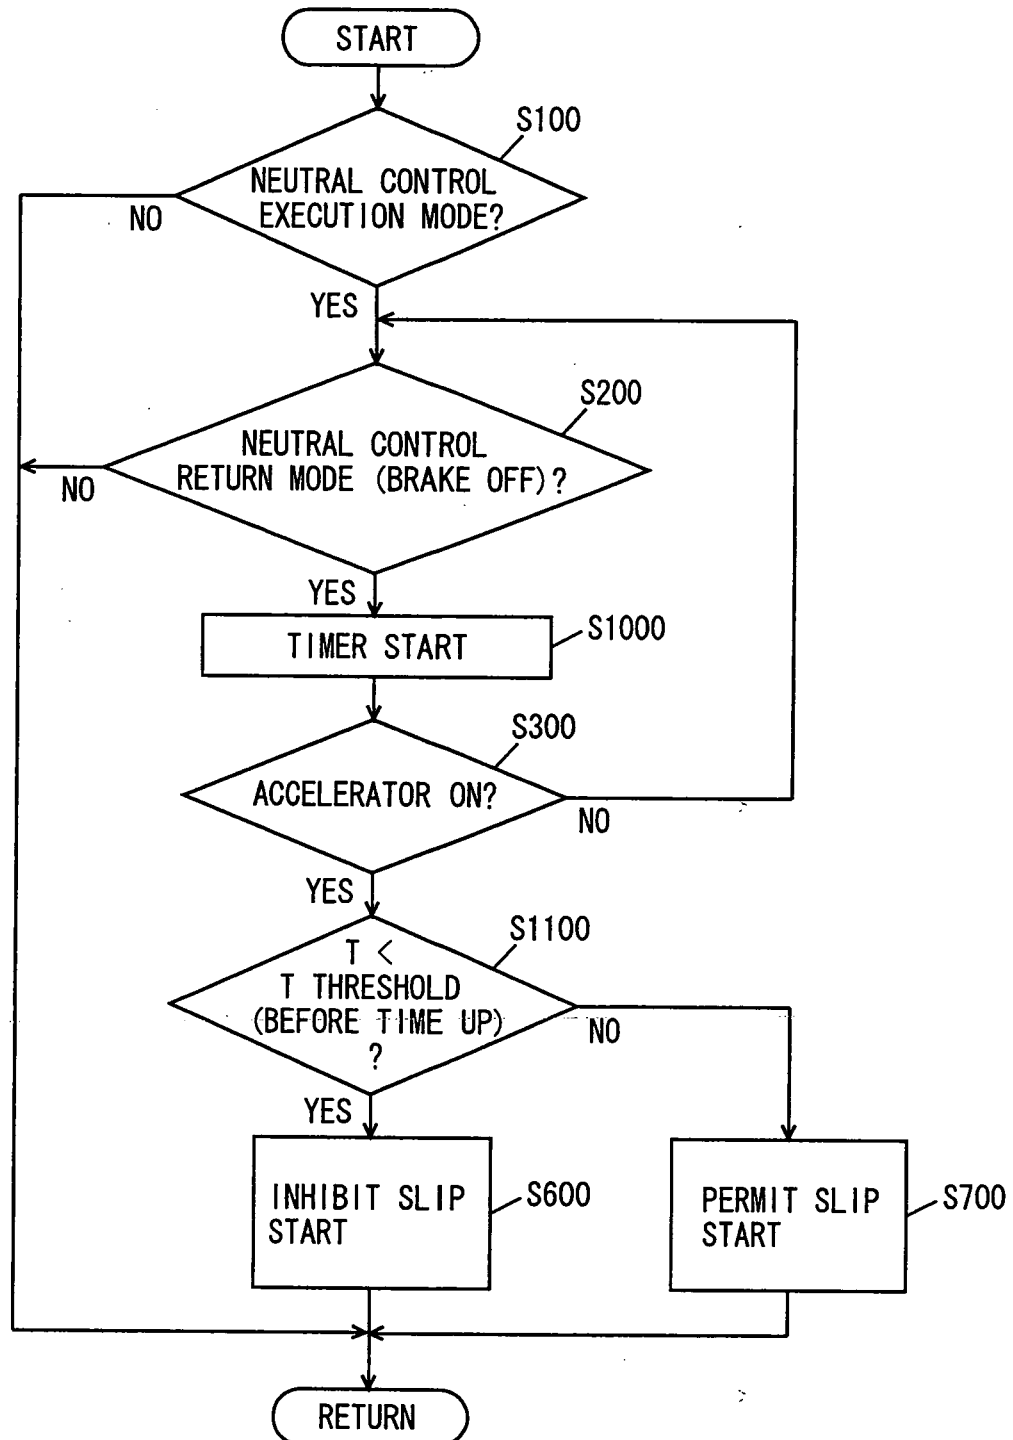 START
S100
NEUTRAL CONTROL
EXECUTION MODE?
NO
YES
S200
NEUTRAL CONTROL
RETURN MODE (BRAKE OFF)?
NO
YES
TIMER START
S1000
S300
ACCELERATOR ON?
NO
YES
S1100
T <
T THRESHOLD
(BEFORE TIME UP)
?
NO
YES
INHIBIT SLIP
START
S600
PERMIT SLIP
START
S700
RETURN